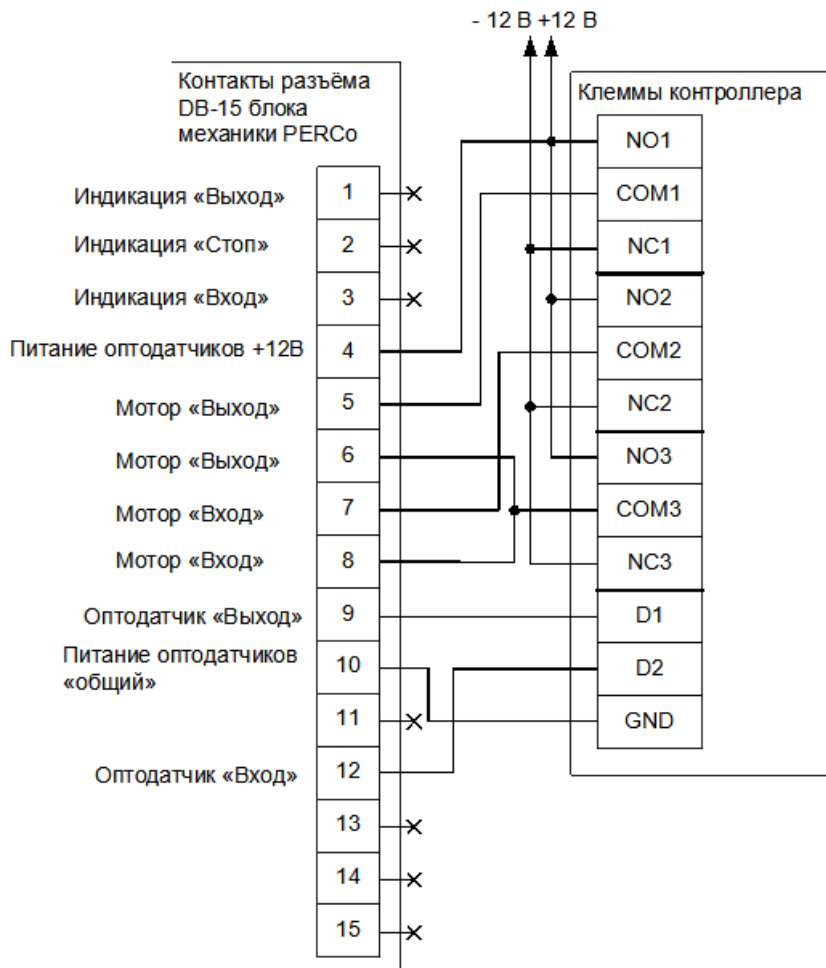 - 12 В +12 В
Контакты разъёма
DB-15 блока
механики PERCo
Клеммы контроллера
NO1
Индикация «Выход»
1
COM1
Индикация «Стоп»
2
NC1
Индикация «Вход»
3
NO2
Питание оптодатчиков +12В
4
COM2
Мотор «Выход»
5
NC2
Мотор «Выход»
6
NO3
Мотор «Вход»
7
COM3
Мотор «Вход»
8
NC3
Оптодатчик «Выход»
9
D1
Питание оптодатчиков
«общий»
10
D2
11
GND
Оптодатчик «Вход»
12
13
14
15